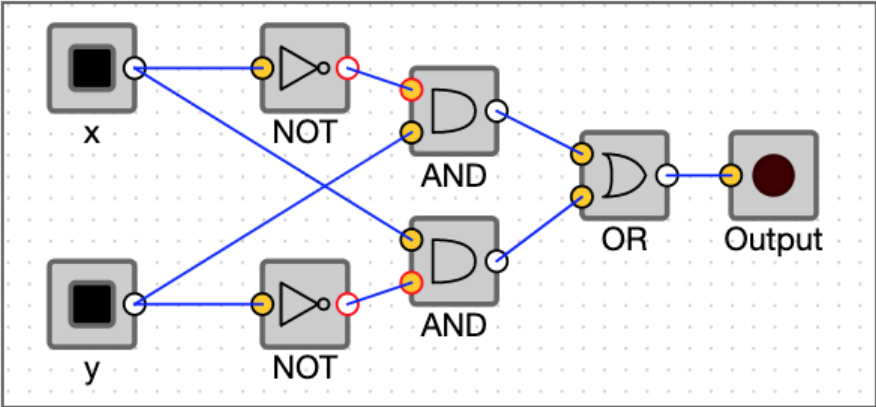 x
NOT
AND
OR
Output
y
NOT
AND